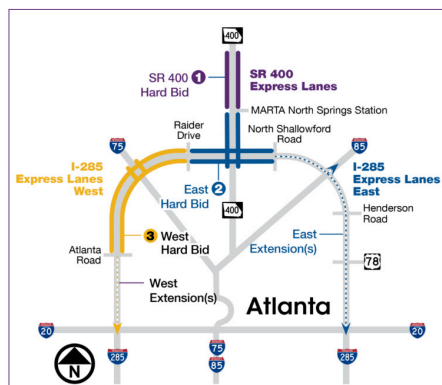 400
SR 400 1
Hard Bid
SR 400
Express Lanes
MARTA North Springs Station
75
Raider
Drive
North Shallowford
Road
85
I-285
Express Lanes
West
East 2
Hard Bid
400
I-285
Express Lanes
East
Henderson
Road
3 West
Hard Bid
Atlanta
Road
East
Extension(s)
78
West
Extension(s)
Atlanta
20
20
75
85
285
285
N